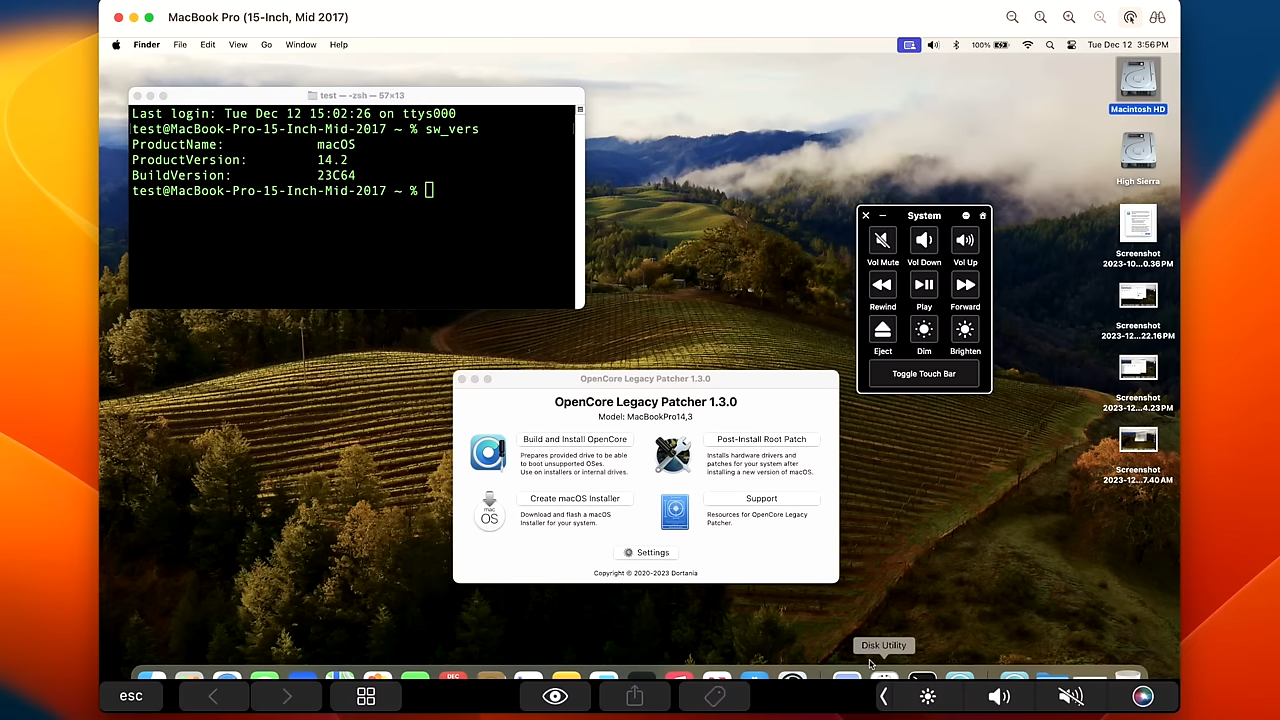 MacBook Pro (15-Inch, Mid 2017)
Finder File Edit View Go Window Help
100% Tue Dec 12 3:56 PM
test — -zsh — 57×13
Last login: Tue Dec 12 15:02:26 on ttys000
test@MacBook-Pro-15-Inch-Mid-2017 ~ % sw_vers
ProductName: macOS
ProductVersion: 14.2
BuildVersion: 23C64
test@MacBook-Pro-15-Inch-Mid-2017 ~ %
Macintosh HD
High Sierra
Screenshot
2023-10...0.36 PM
Screenshot
2023-12...22.16 PM
Screenshot
2023-12...4.23 PM
Screenshot
2023-12...7.40 AM
System
Vol Mute Vol Down Vol Up
Rewind Play Forward
Eject Dim Brighten
Toggle Touch Bar
OpenCore Legacy Patcher 1.3.0
OpenCore Legacy Patcher 1.3.0
Model: MacBookPro14,3
Build and Install OpenCore
Prepares provided drive to be able
to boot unsupported OSes.
Use on installers or internal drives.
Post-Install Root Patch
Installs hardware drivers and
patches for your system after
installing a new version of macOS.
mac
OS
Create macOS Installer
Download and flash a macOS
Installer for your system.
Support
Resources for OpenCore Legacy
Patcher.
Settings
Copyright © 2020-2023 Dortania
Disk Utility
DEC
esc